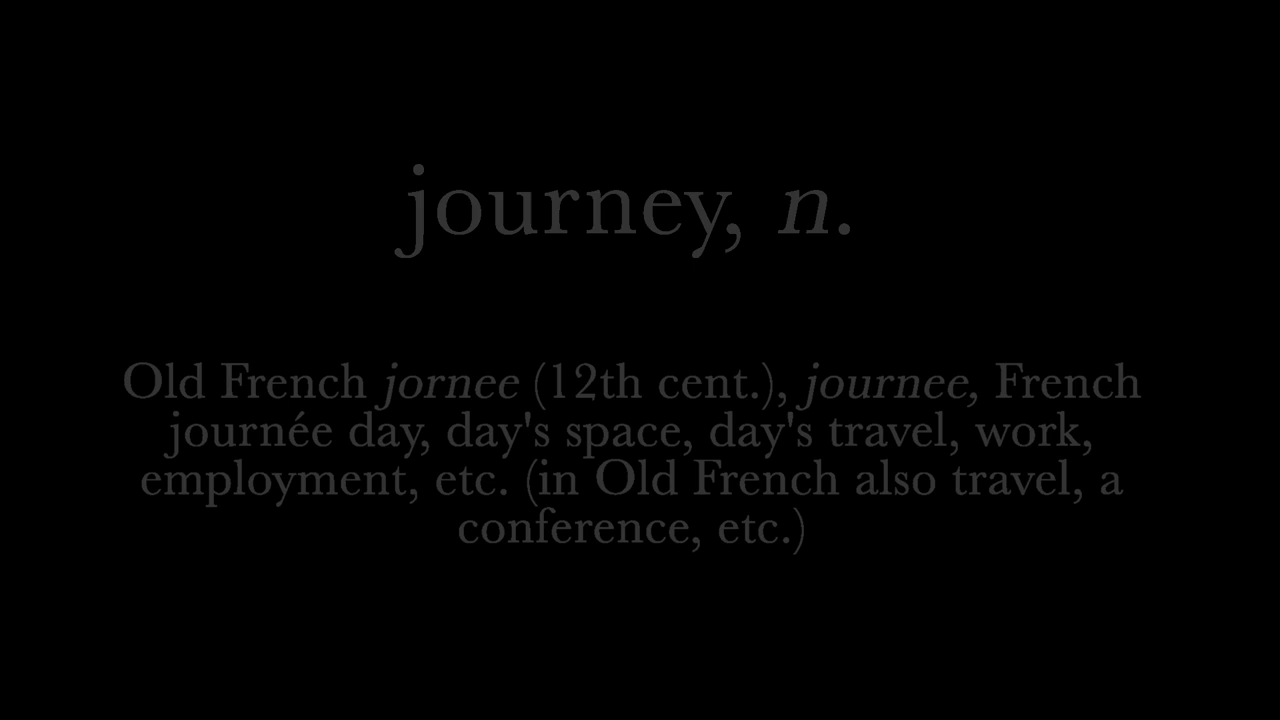 journey, n.
Old French jornee (12th cent.), journee, French
journée day, day's space, day's travel, work,
employment, etc. (in Old French also travel, a
conference, etc.)